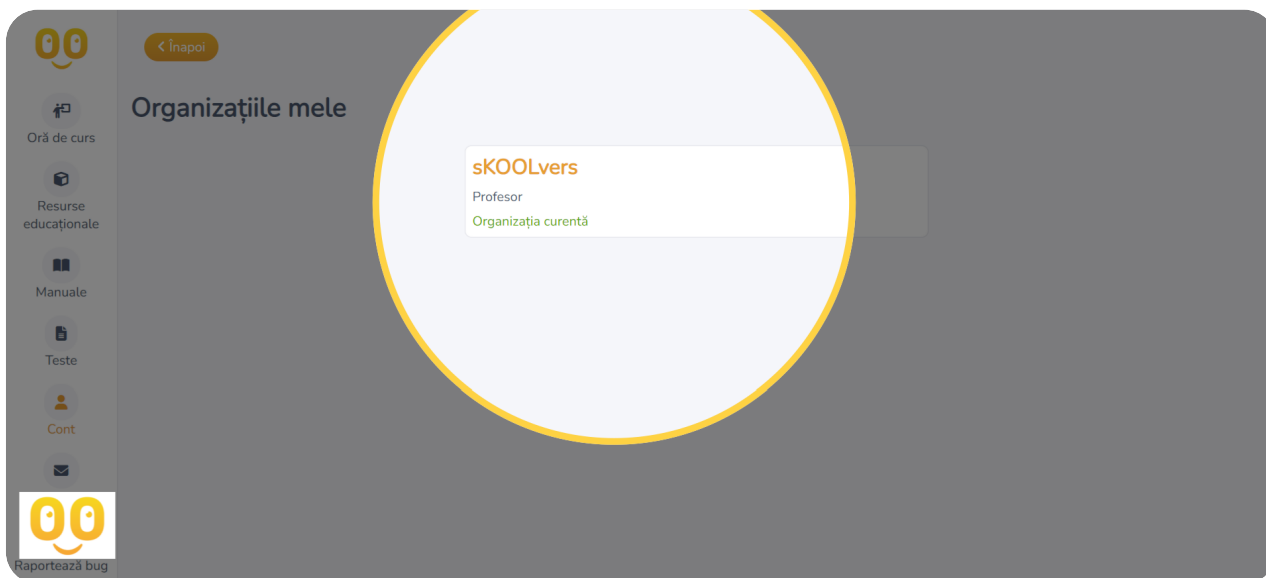 Înapoi
Organizațiile mele
Oră de curs
Resurse
educaționale
Manuale
Teste
Cont
Raportează bug
sKOOLvers
Profesor
Organizația curentă